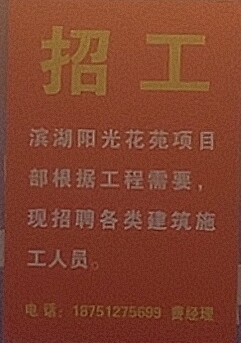 招工
滨湖阳光花苑项目
部根据工程需要，
现招聘各类建筑施
工人员。
电话：18751275699 曹经理